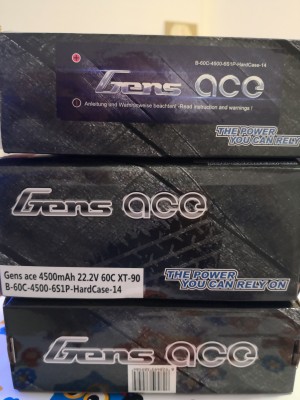 B-60C-4500-6S1P-HardCase-14
Gens ace
Anleitung und Warnhinweise beachten! -Read instruction and warnings !
THE POWER
YOU CAN RELY
Gens ace
Gens ace 4500mAh 22.2V 60C XT-90
B-60C-4500-6S1P-HardCase-14
THE POWER
YOU CAN RELY ON
Gens ace